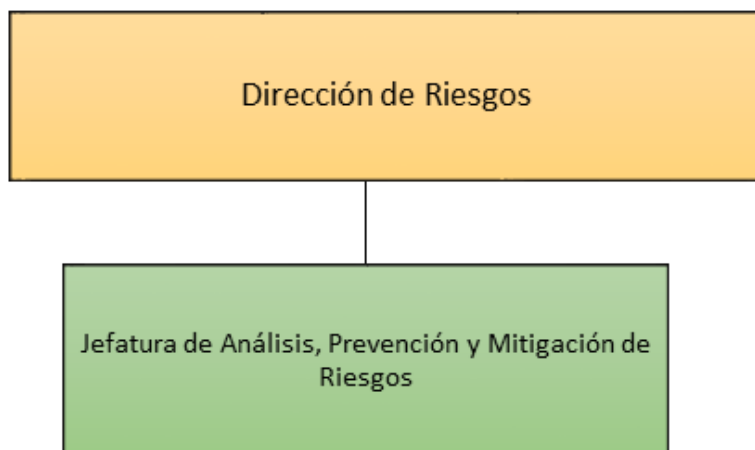 Dirección de Riesgos
Jefatura de Análisis, Prevención y Mitigación de
Riesgos